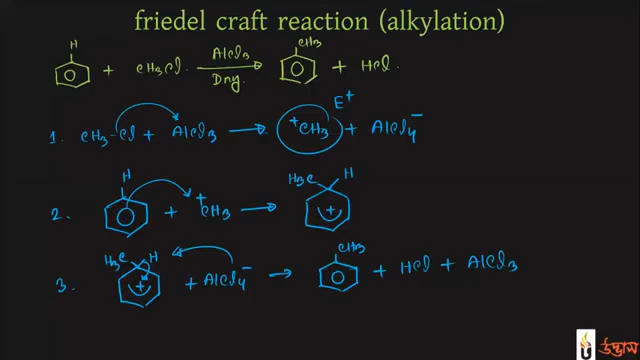 friedel craft reaction (alkylation)
H CH3
+ CH3Cl AlCl3 Dry + HCl.
E+
1. CH3-Cl + AlCl3 → +CH3 + AlCl4-
H H3C H
2. + +CH3 → +
H3C H CH3
3. + + AlCl4- → + HCl + AlCl3
U উদ্ভাস